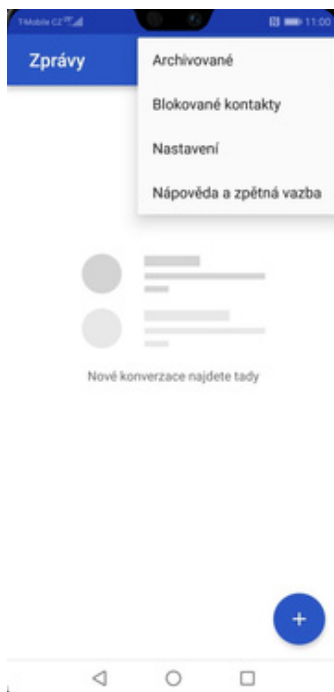 T-Mobile CZ
11:00
Zprávy
Archivované
Blokované kontakty
Nastavení
Nápověda a zpětná vazba
Nové konverzace najdete tady